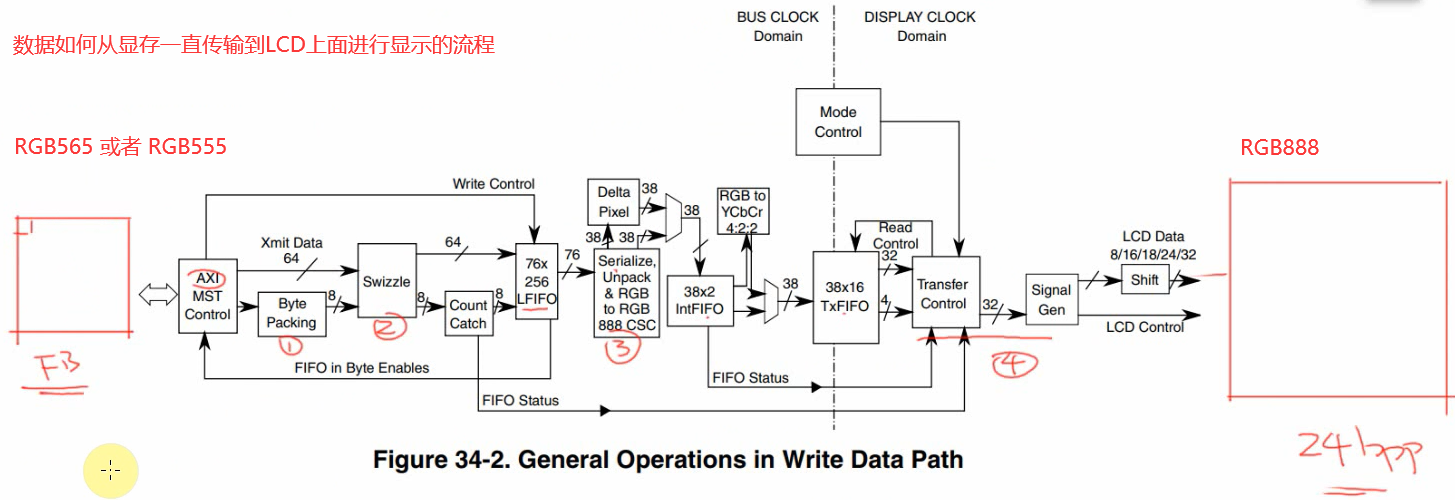 BUS CLOCK
Domain
DISPLAY CLOCK
Domain
数据如何从显存一直传输到LCD上面进行显示的流程
Mode
Control
RGB565 或者 RGB555
RGB888
Write Control
Delta
Pixel
38
38
RGB to
YCbCr
4:2:2
Xmit Data
64
64
38
38
Read
Control
LCD Data
8/16/18/24/32
AXI
MST
Control
Swizzle
76x
256
LFIFO
76
Serialize,
Unpack
& RGB
to RGB
888 CSC
38x2
IntFIFO
38
38x16
TxFIFO
32
4
Transfer
Control
32
Signal
Gen
Shift
Byte
Packing
8
8
Count
Catch
8
LCD Control
①
②
③
④
FB
FIFO in Byte Enables
FIFO Status
FIFO Status
24bpp
Figure 34-2. General Operations in Write Data Path